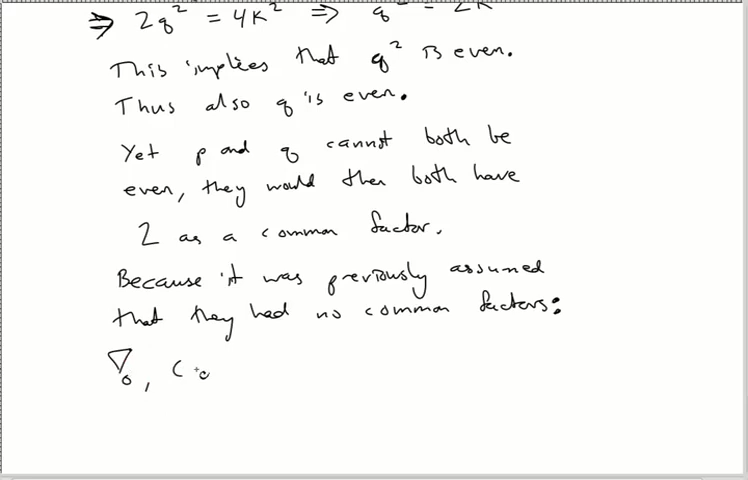 ⇒ 2q² = 4K² ⇒ q² = 2K
This implies that q² is even.
Thus also q is even.
Yet p and q cannot both be
even, they would then both have
2 as a common factor.
Because it was previously assumed
that they had no common factors: